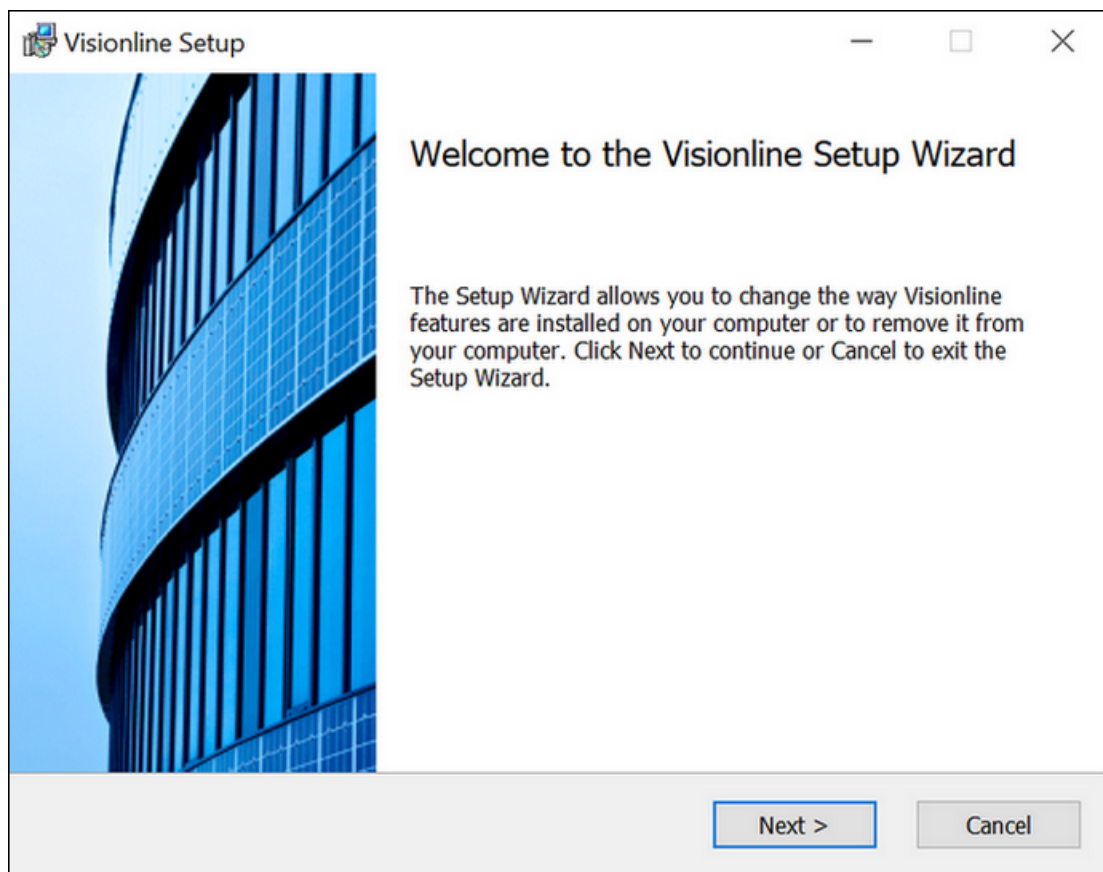 Visionline Setup
Welcome to the Visionline Setup Wizard
The Setup Wizard allows you to change the way Visionline
features are installed on your computer or to remove it from
your computer. Click Next to continue or Cancel to exit the
Setup Wizard.
Next >
Cancel